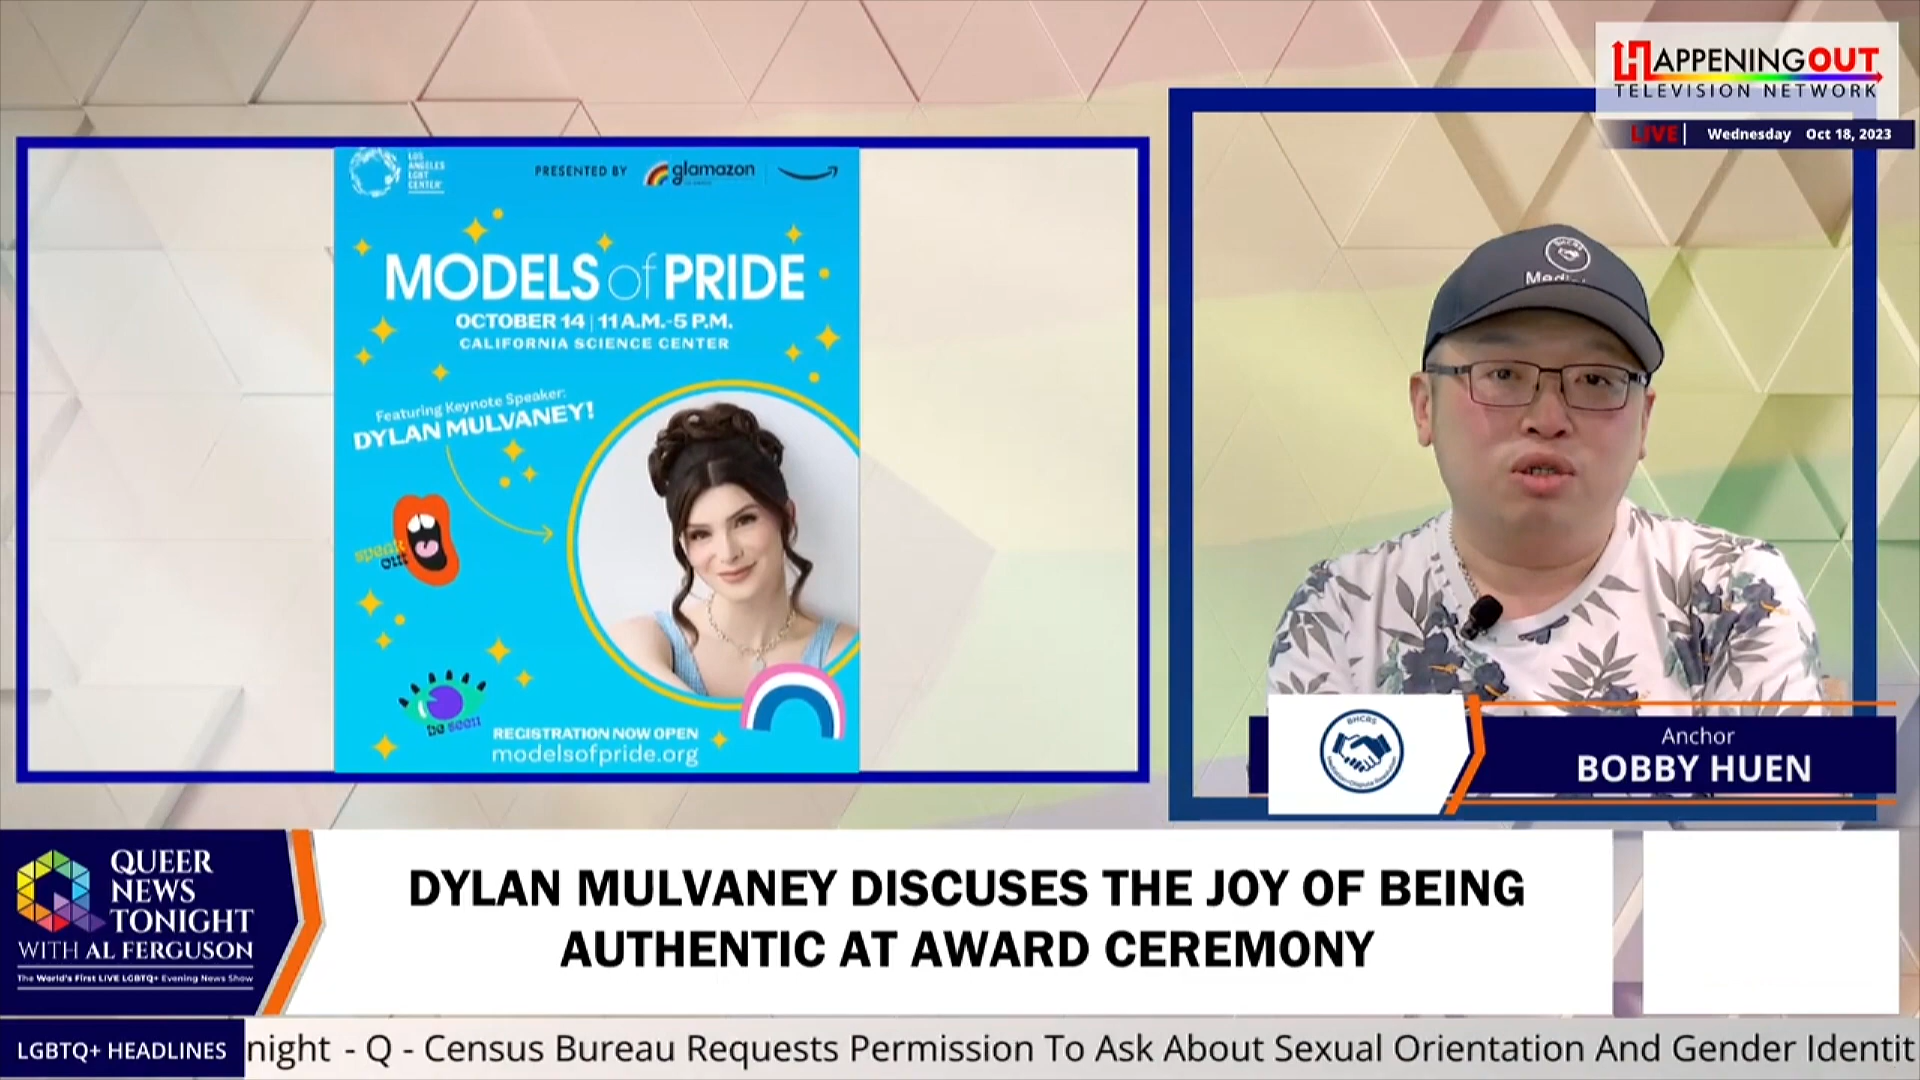 HAPPENINGOUT
TELEVISION NETWORK
LIVE Wednesday Oct 18, 2023
LOS
ANGELES
LGBT
CENTER
PRESENTED BY glamazon
MODELS of PRIDE
OCTOBER 14 | 11 A.M.-5 P.M.
CALIFORNIA SCIENCE CENTER
Featuring Keynote Speaker:
DYLAN MULVANEY!
speak
out
be seen
REGISTRATION NOW OPEN
modelsofpride.org
BHCRS
BHCRS
Anchor
BOBBY HUEN
QUEER
NEWS
TONIGHT
WITH AL FERGUSON
The World's First LIVE LGBTQ+ Evening News Show
DYLAN MULVANEY DISCUSES THE JOY OF BEING
AUTHENTIC AT AWARD CEREMONY
LGBTQ+ HEADLINES
night - Q - Census Bureau Requests Permission To Ask About Sexual Orientation And Gender Identit